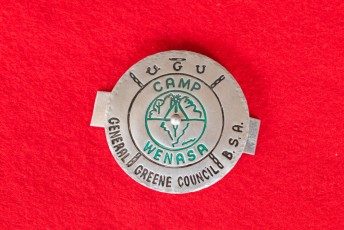 U G U
CAMP
WENASA
GENERAL GREENE COUNCIL B.S.A.